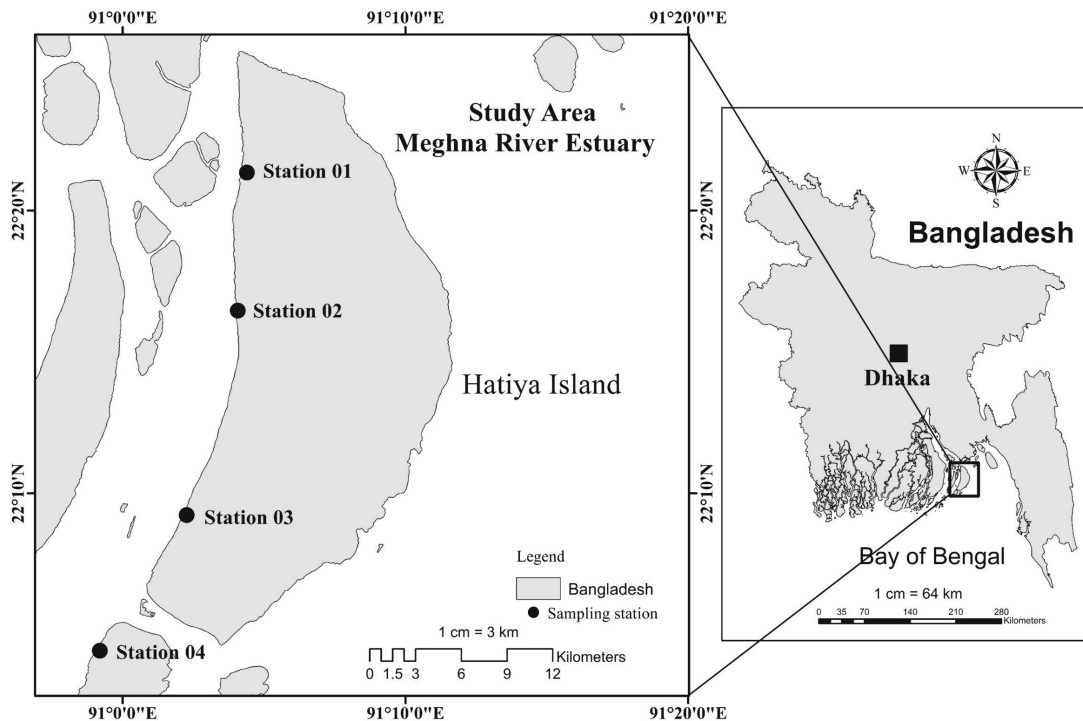 91°0'0"E
91°10'0"E
91°20'0"E
22°20'N
22°10'N
Study Area
Meghna River Estuary
Station 01
Station 02
Hatiya Island
Station 03
Station 04
Legend
Bangladesh
Sampling station
1 cm = 3 km
Kilometers
0 1.5 3 6 9 12
91°0'0"E
91°10'0"E
91°20'0"E
N
W E
S
Bangladesh
Dhaka
22°20'N
22°10'N
Bay of Bengal
1 cm = 64 km
0 35 70 140 210 280
Kilometers